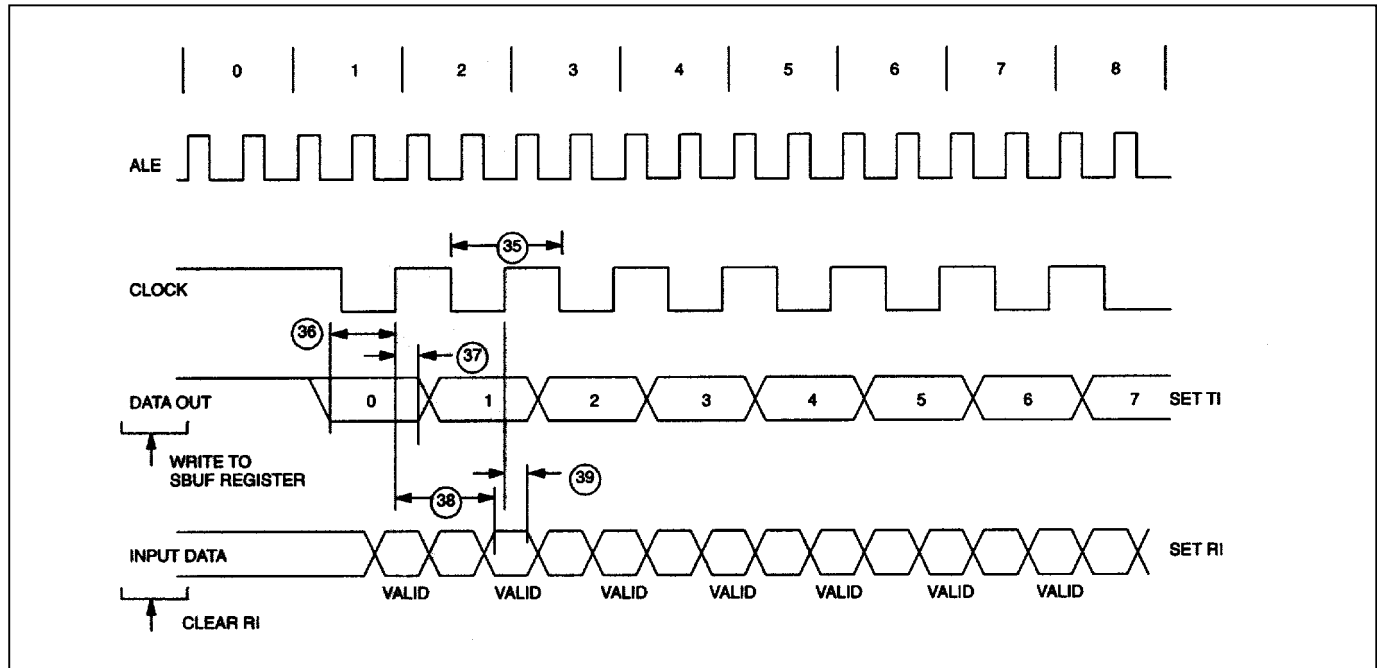 0 1 2 3 4 5 6 7 8
ALE
35
CLOCK
36
37
DATA OUT 0 1 2 3 4 5 6 7 SET TI
WRITE TO
SBUF REGISTER
39
38
INPUT DATA SET RI
VALID VALID VALID VALID VALID VALID VALID
CLEAR RI